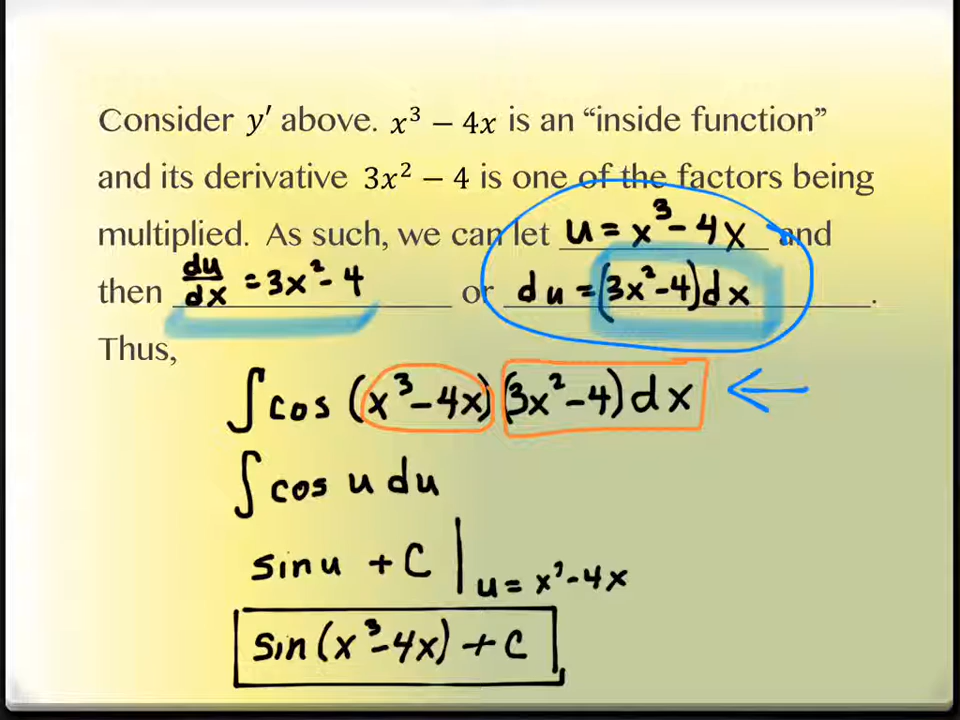 Consider y′ above. x³ − 4x is an “inside function”
and its derivative 3x² − 4 is one of the factors being
multiplied. As such, we can let u = x³ − 4x and
then du/dx = 3x² − 4 or du = (3x² − 4)dx.
Thus,
∫ cos (x³ − 4x) (3x² − 4) dx
∫ cos u du
sin u + C | u = x³ − 4x
sin (x³ − 4x) + C